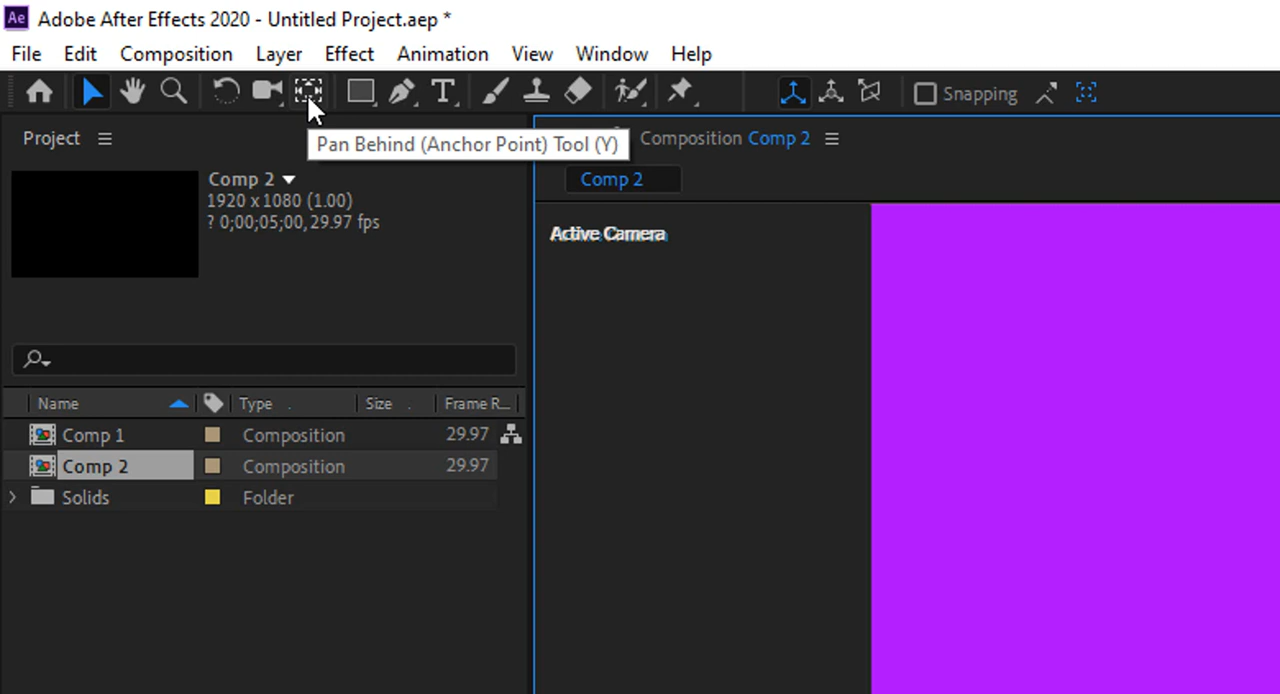 Ae Adobe After Effects 2020 - Untitled Project.aep *
File Edit Composition Layer Effect Animation View Window Help
T Snapping
Pan Behind (Anchor Point) Tool (Y)
Project
Composition Comp 2
Comp 2
1920 x 1080 (1.00)
? 0;00;05;00, 29.97 fps
Comp 2
Active Camera
Name Type Size Frame R...
Comp 1 Composition 29.97
Comp 2 Composition 29.97
Solids Folder